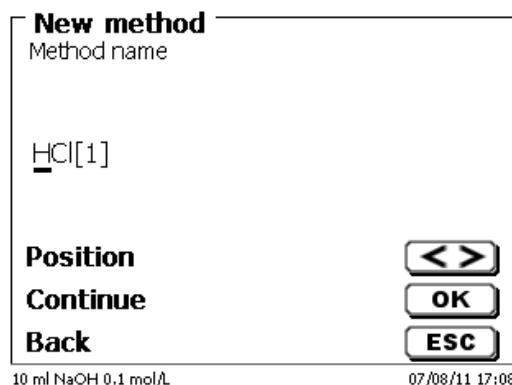 New method
Method name
HCl[1]
Position < >
Continue OK
Back ESC
10 ml NaOH 0.1 mol/L 07/08/11 17:08